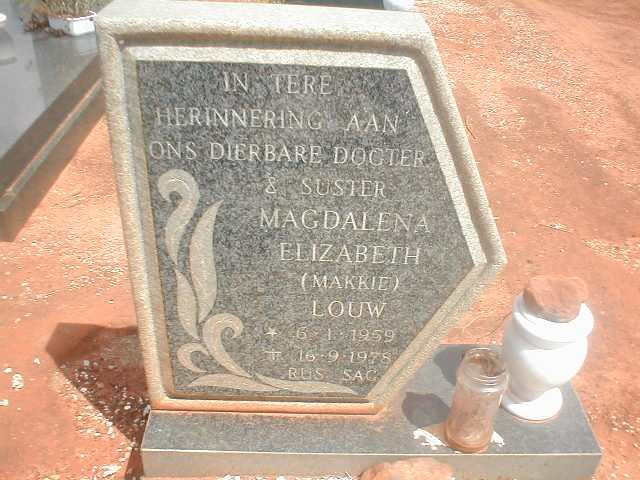 IN TERE
HERINNERING AAN
ONS DIERBARE DOGTER
& SUSTER
MAGDALENA
ELIZABETH
(MAKKIE)
LOUW
* 6·1·1959
† 16·9·1978
RUS SAG